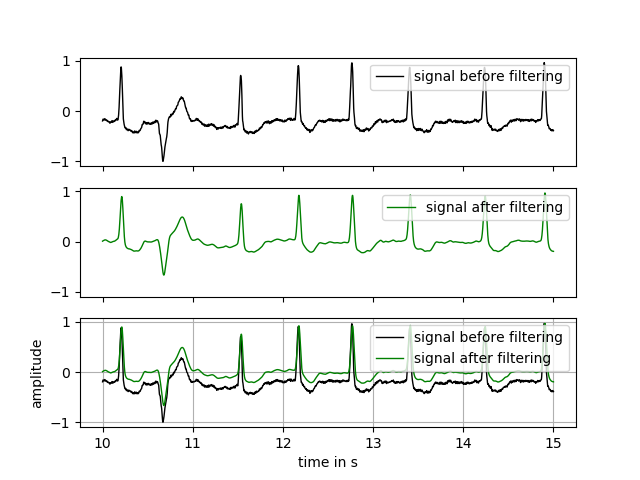 1
0
−1
signal before filtering
1
0
−1
signal after filtering
1
0
−1
signal before filtering
signal after filtering
amplitude
10 11 12 13 14 15
time in s